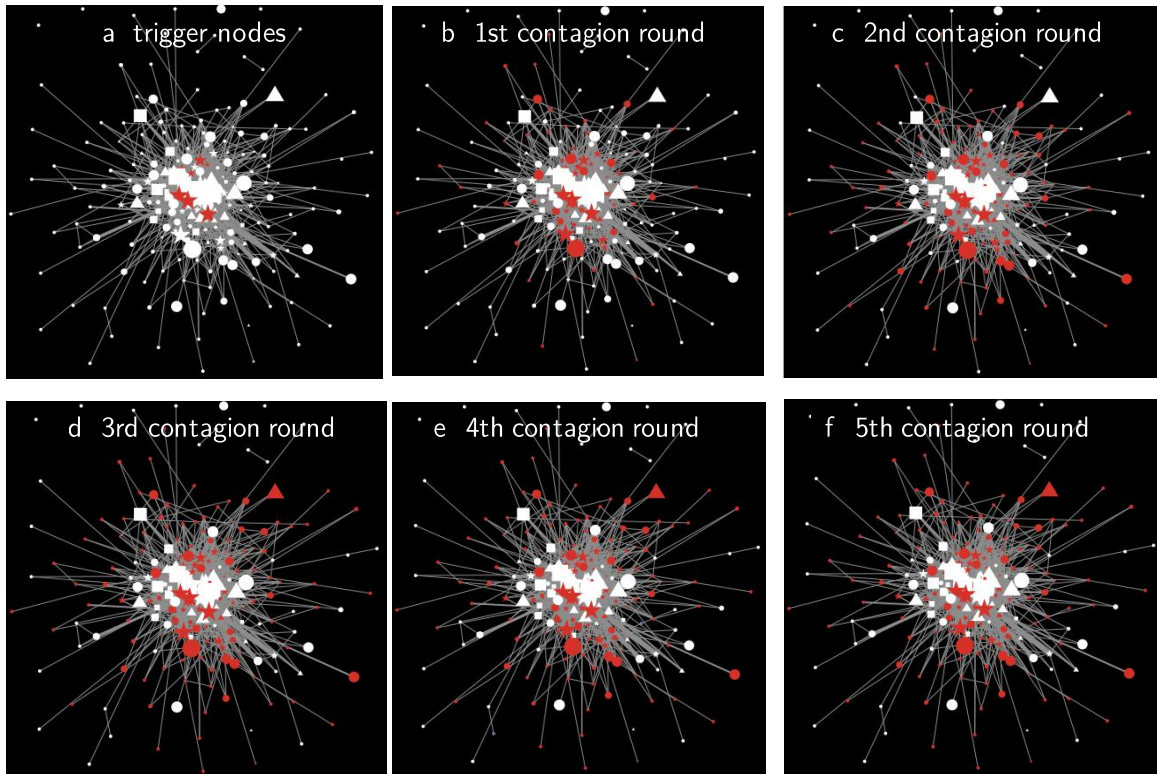 a trigger nodes
b 1st contagion round
c 2nd contagion round
d 3rd contagion round
e 4th contagion round
f 5th contagion round